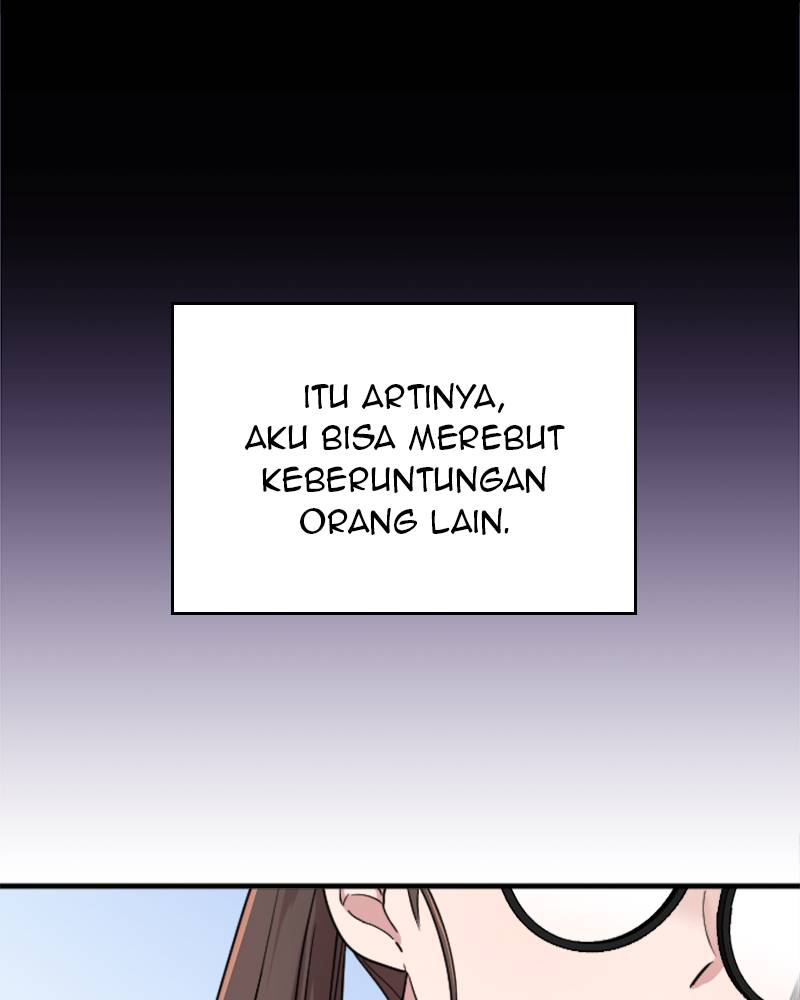 ITU ARTINYA,
AKU BISA MEREBUT
KEBERUNTUNGAN
ORANG LAIN.